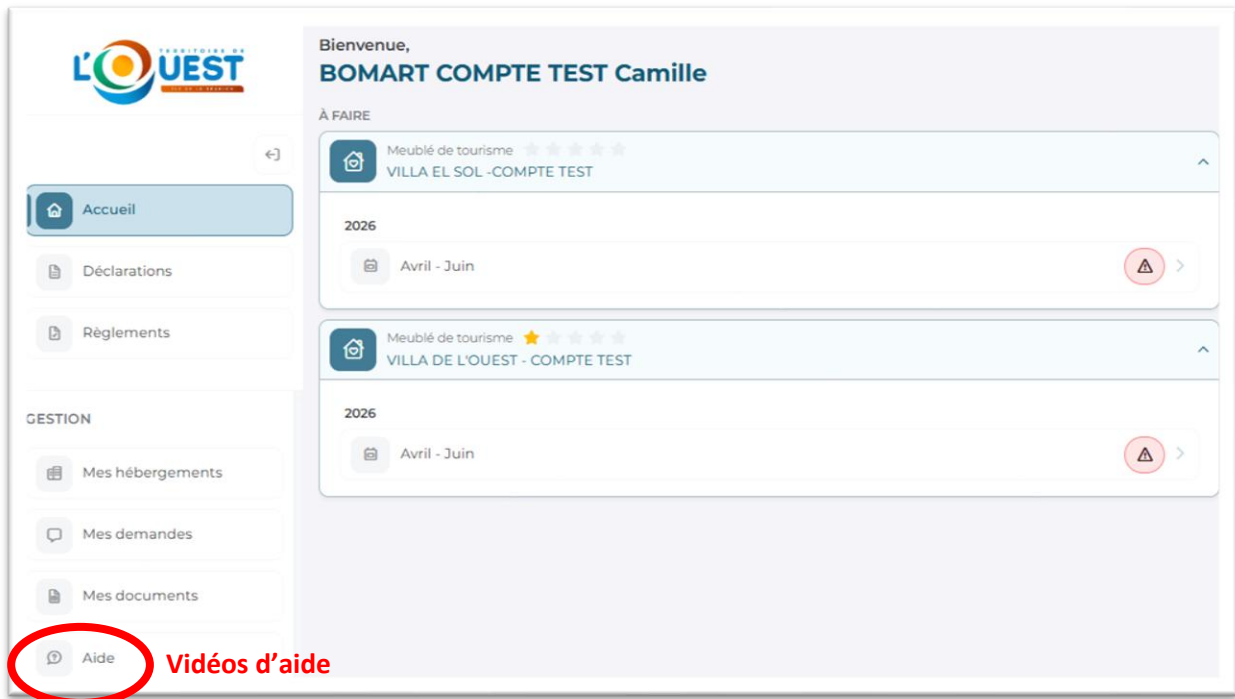 TERRITOIRE DE
L'OUEST
Bienvenue,
BOMART COMPTE TEST Camille
À FAIRE
Meublé de tourisme
VILLA EL SOL -COMPTE TEST
2026
Avril - Juin
Meublé de tourisme
VILLA DE L'OUEST - COMPTE TEST
2026
Avril - Juin
Accueil
Déclarations
Règlements
GESTION
Mes hébergements
Mes demandes
Mes documents
Aide
Vidéos d’aide